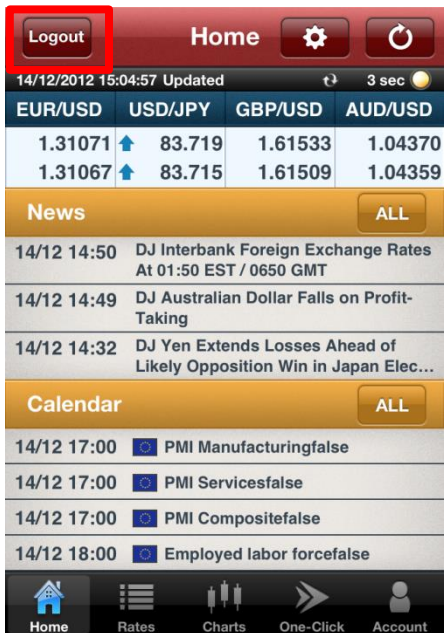 Logout Home
14/12/2012 15:04:57 Updated 3 sec
EUR/USD USD/JPY GBP/USD AUD/USD
1.31071 83.719 1.61533 1.04370
1.31067 83.715 1.61509 1.04359
News ALL
14/12 14:50 DJ Interbank Foreign Exchange Rates
At 01:50 EST / 0650 GMT
14/12 14:49 DJ Australian Dollar Falls on Profit-
Taking
14/12 14:32 DJ Yen Extends Losses Ahead of
Likely Opposition Win in Japan Elec...
Calendar ALL
14/12 17:00 PMI Manufacturingfalse
14/12 17:00 PMI Servicesfalse
14/12 17:00 PMI Compositefalse
14/12 18:00 Employed labor forcefalse
Home Rates Charts One-Click Account